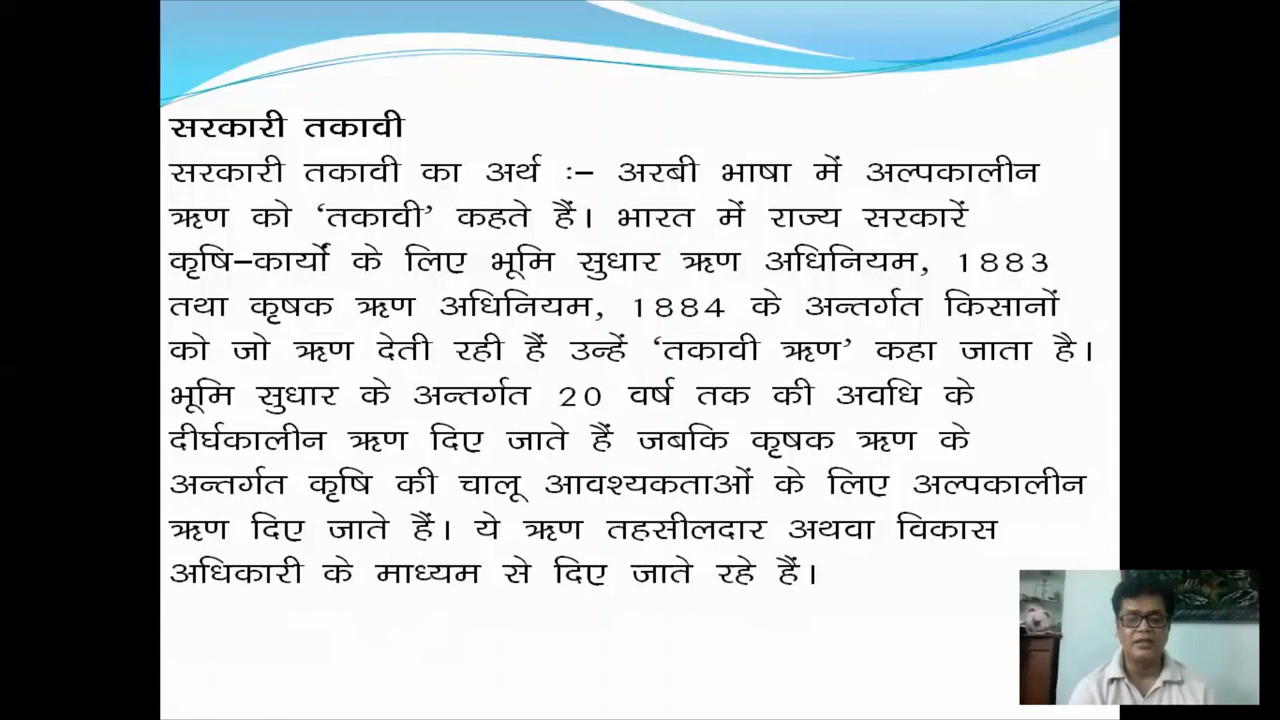 सरकारी तकावी
सरकारी तकावी का अर्थ :– अरबी भाषा में अल्पकालीन
ऋण को ‘तकावी’ कहते हैं। भारत में राज्य सरकारें
कृषि–कार्यों के लिए भूमि सुधार ऋण अधिनियम, 1883
तथा कृषक ऋण अधिनियम, 1884 के अन्तर्गत किसानों
को जो ऋण देती रही हैं उन्हें ‘तकावी ऋण’ कहा जाता है।
भूमि सुधार के अन्तर्गत 20 वर्ष तक की अवधि के
दीर्घकालीन ऋण दिए जाते हैं जबकि कृषक ऋण के
अन्तर्गत कृषि की चालू आवश्यकताओं के लिए अल्पकालीन
ऋण दिए जाते हैं। ये ऋण तहसीलदार अथवा विकास
अधिकारी के माध्यम से दिए जाते रहे हैं।